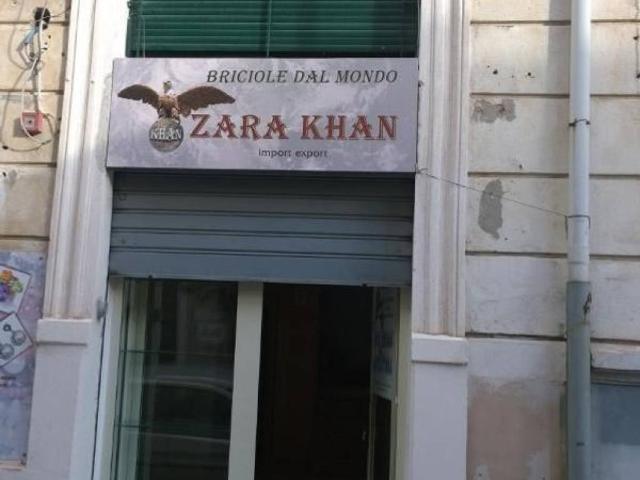 BRICIOLE DAL MONDO
KHAN
ZARA KHAN
import export